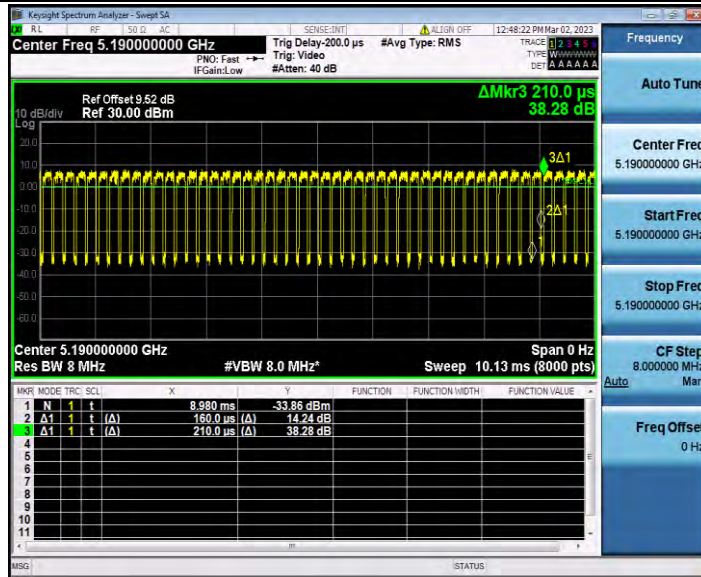 Keysight Spectrum Analyzer - Swept SA
RL RF 50 Ω AC SENSE:INT ALIGN OFF 12:48:22 PM Mar 02, 2023
Center Freq 5.190000000 GHz
PNO: Fast
IFGain:Low
Trig Delay-200.0 µs
Trig: Video
#Atten: 40 dB
#Avg Type: RMS
TRACE 1 2 3 4 5 6
TYPE W
DET A A A A A A
Frequency
ΔMkr3 210.0 µs
38.28 dB
Ref Offset 9.52 dB
10 dB/div Ref 30.00 dBm
Log
20.0
10.0
0.00
-10.0
-20.0
-30.0
-40.0
-50.0
-60.0
3Δ1
2Δ1
1
Center 5.190000000 GHz Span 0 Hz
Res BW 8 MHz #VBW 8.0 MHz* Sweep 10.13 ms (8000 pts)
MKR MODE TRC SCL X Y FUNCTION FUNCTION WIDTH FUNCTION VALUE
1 N 1 t 8.980 ms -33.86 dBm
2 Δ1 1 t (Δ) 160.0 µs (Δ) 14.24 dB
3 Δ1 1 t (Δ) 210.0 µs (Δ) 38.28 dB
4
5
6
7
8
9
10
11
MSG STATUS
Auto Tune
Center Freq
5.190000000 GHz
Start Freq
5.190000000 GHz
Stop Freq
5.190000000 GHz
CF Step
8.000000 MHz
Auto Man
Freq Offset
0 Hz